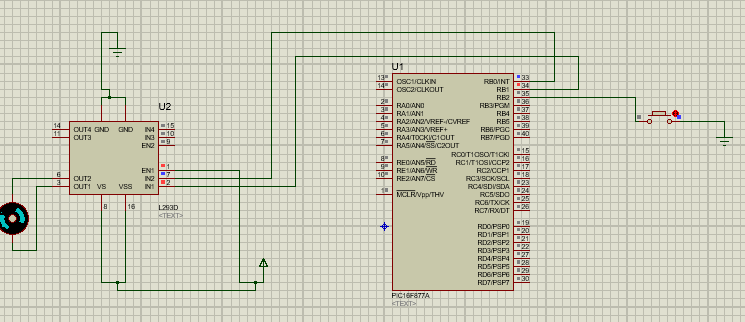 U1
13 OSC1/CLKIN RB0/INT 33
14 OSC2/CLKOUT RB1 34
RB2 35
2 RA0/AN0 RB3/PGM 36
3 RA1/AN1 RB4 37
4 RA2/AN2/VREF-/CVREF RB5 38
5 RA3/AN3/VREF+ RB6/PGC 39
6 RA4/T0CKI/C1OUT RB7/PGD 40
7 RA5/AN4/SS/C2OUT
RC0/T1OSO/T1CKI 15
8 RE0/AN5/RD RC1/T1OSI/CCP2 16
9 RE1/AN6/WR RC2/CCP1 17
10 RE2/AN7/CS RC3/SCK/SCL 18
RC4/SDI/SDA 23
1 MCLR/Vpp/THV RC5/SDO 24
RC6/TX/CK 25
RC7/RX/DT 26
RD0/PSP0 19
RD1/PSP1 20
RD2/PSP2 21
RD3/PSP3 22
RD4/PSP4 27
RD5/PSP5 28
RD6/PSP6 29
RD7/PSP7 30
PIC16F877A
<TEXT>
U2
14 OUT4 GND GND IN4 15
11 OUT3 IN3 10
EN2 9
EN1 1
6 OUT2 IN2 7
3 OUT1 VS VSS IN1 2
8 16
L293D
<TEXT>